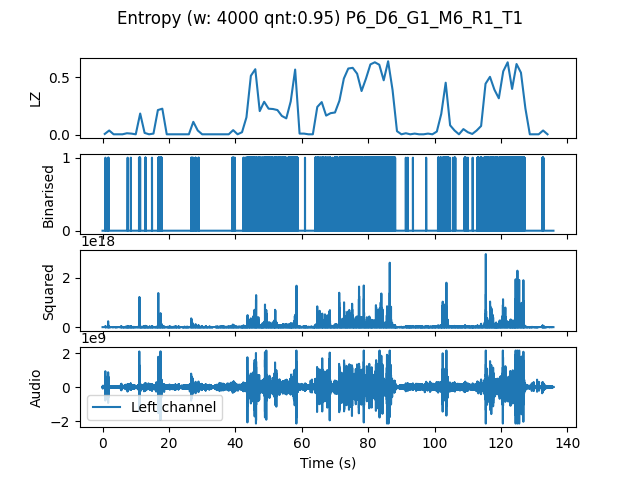 Entropy (w: 4000 qnt:0.95) P6_D6_G1_M6_R1_T1
0.5
0.0
LZ
1
0
Binarised
1e18
2
0
Squared
1e9
2
0
−2
Audio
Left channel
0 20 40 60 80 100 120 140
Time (s)